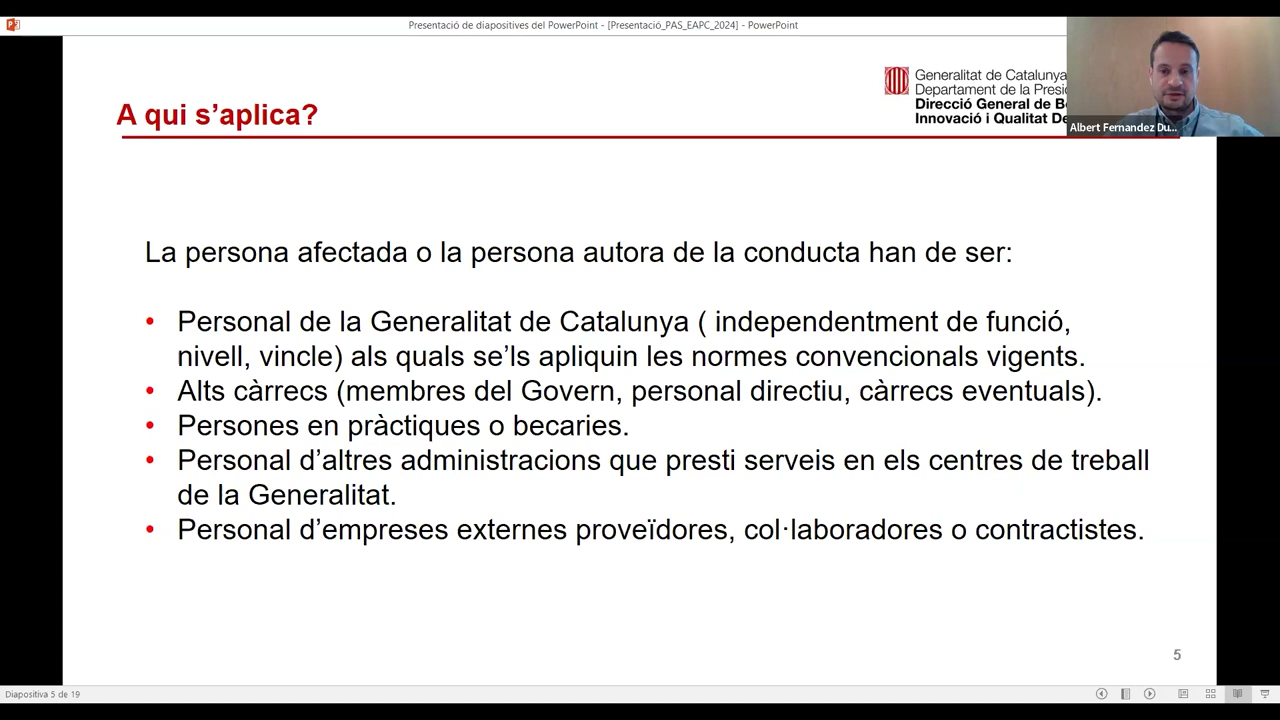 Presentació de diapositives del PowerPoint - [Presentació_PAS_EAPC_2024] - PowerPoint
Generalitat de Catalunya
Departament de la
Direcció General de
Innovació i Qualitat
Albert Fernandez Du...
A qui s’aplica?
La persona afectada o la persona autora de la conducta han de ser:
• Personal de la Generalitat de Catalunya ( independentment de funció,
nivell, vincle) als quals se’ls apliquin les normes convencionals vigents.
• Alts càrrecs (membres del Govern, personal directiu, càrrecs eventuals).
• Persones en pràctiques o becaries.
• Personal d’altres administracions que presti serveis en els centres de treball
de la Generalitat.
• Personal d’empreses externes proveïdores, col·laboradores o contractistes.
5
Diapositiva 5 de 19